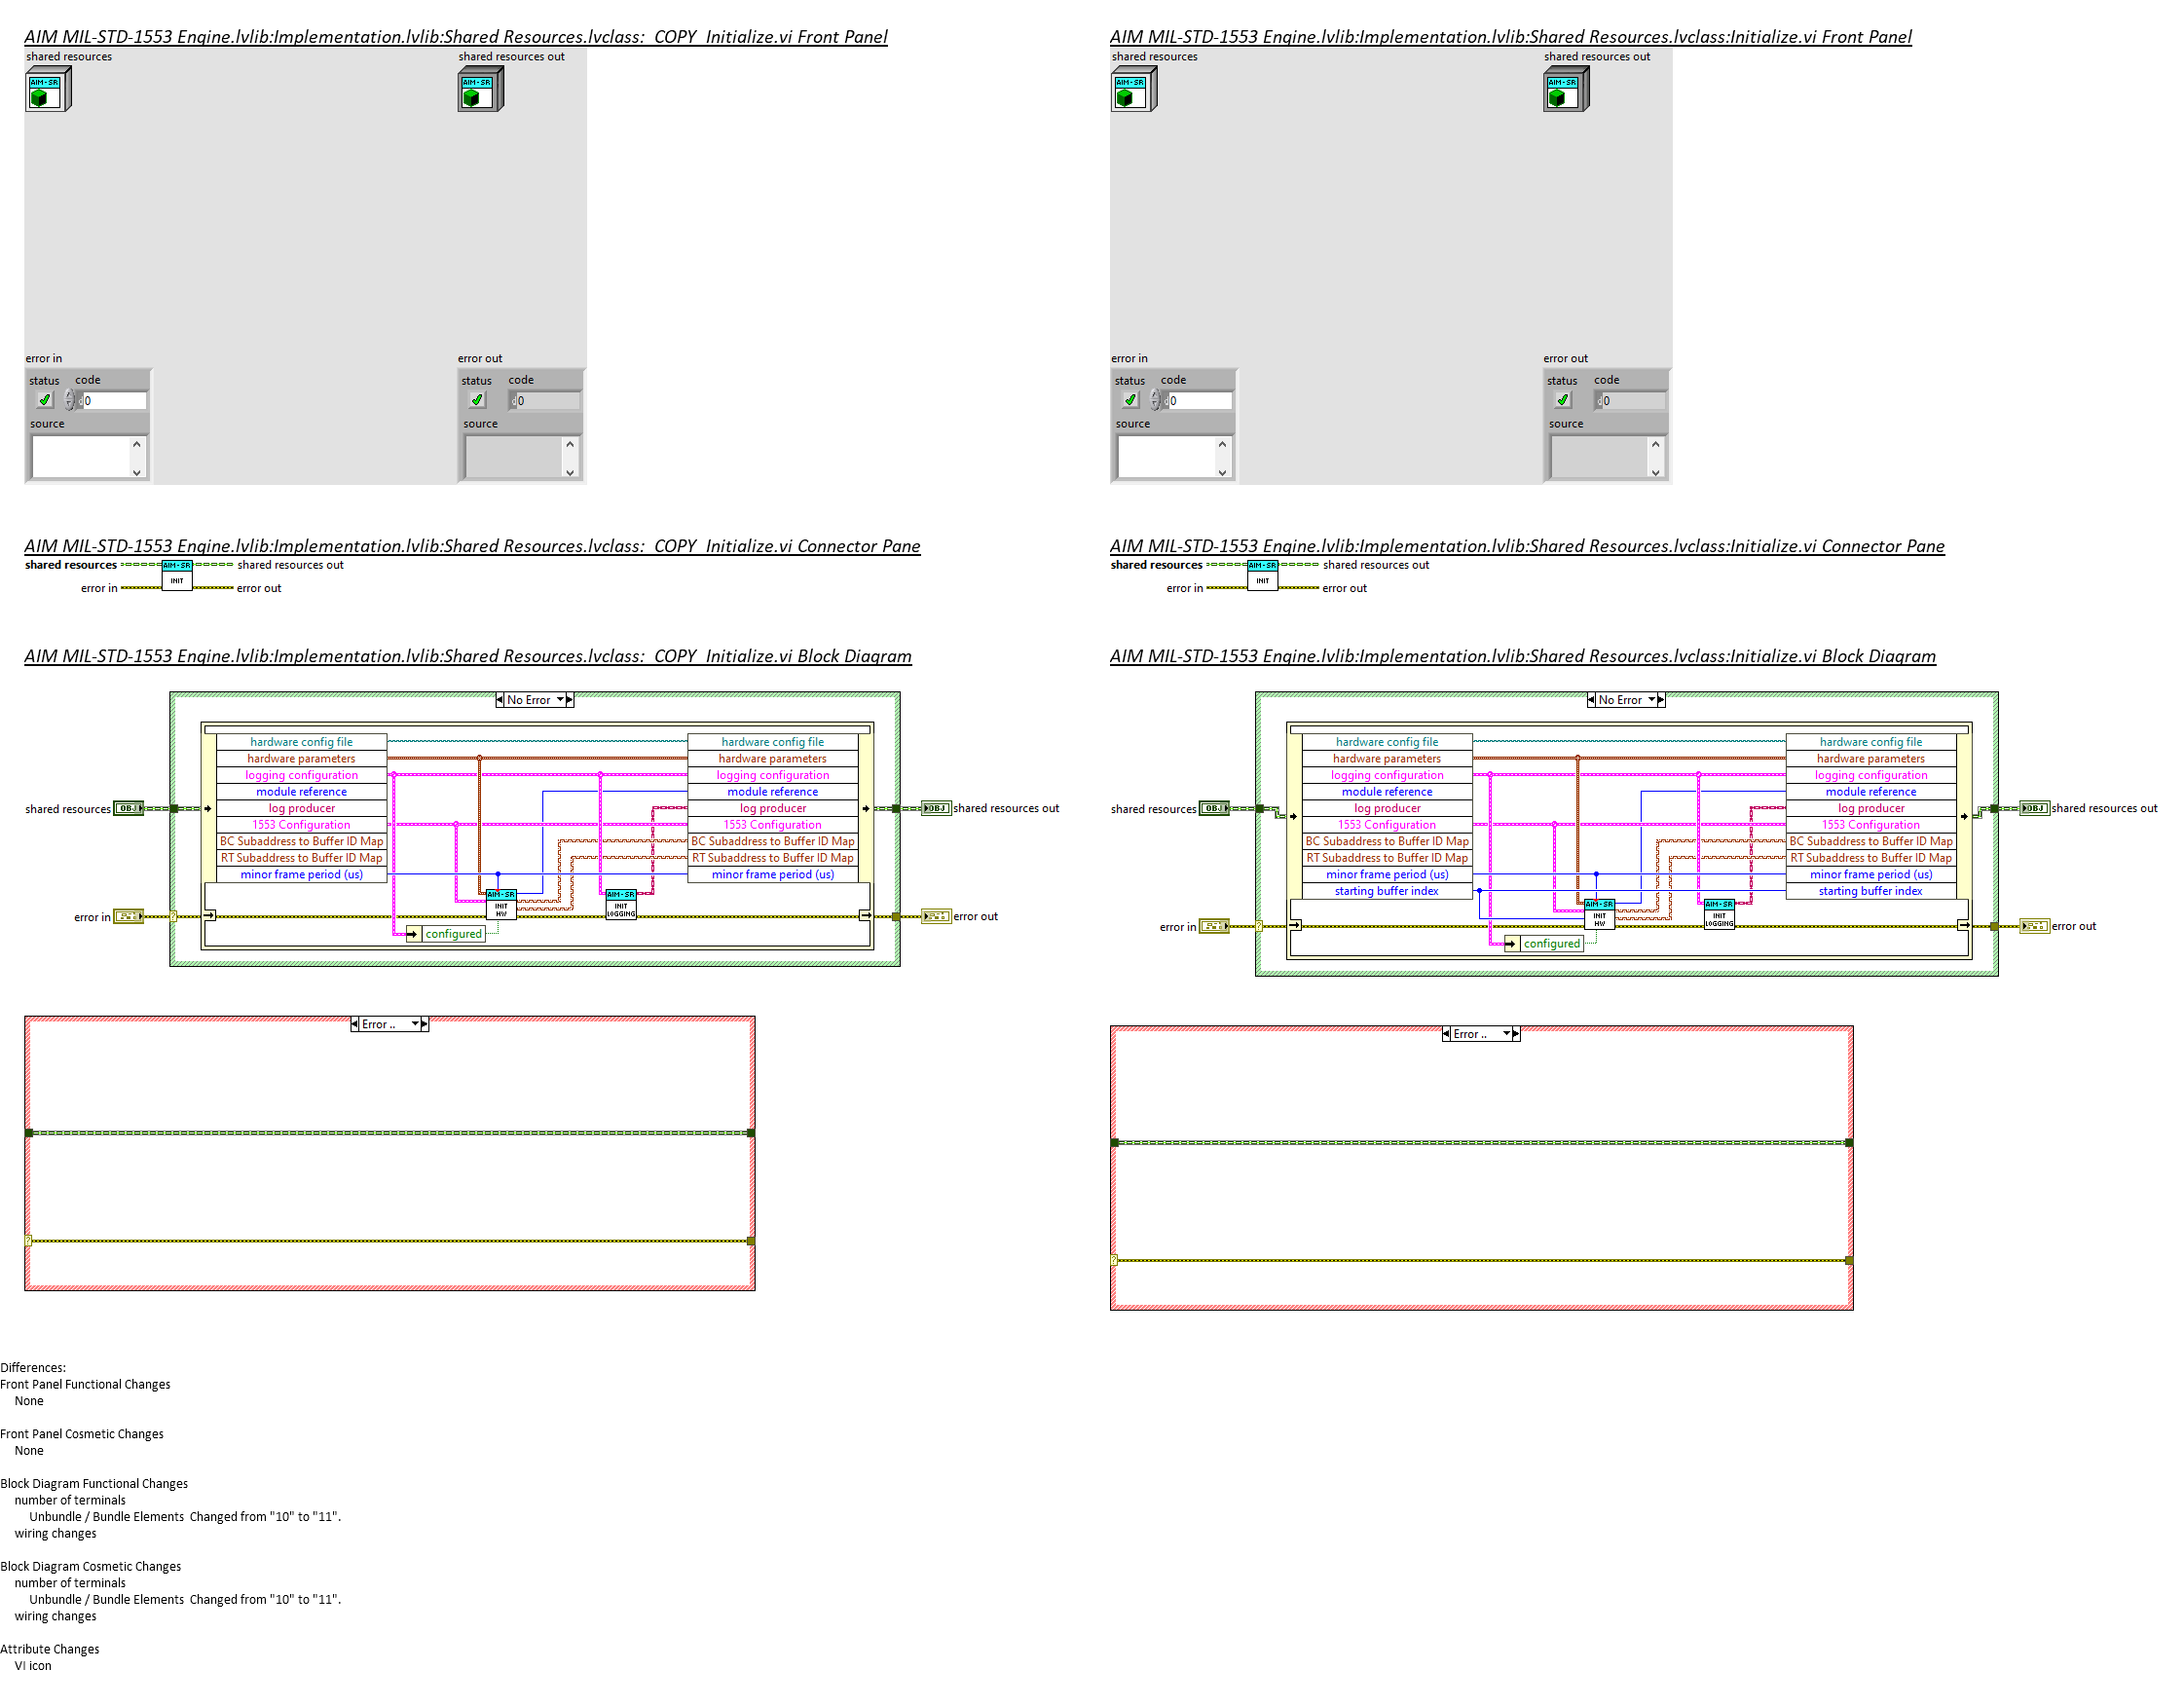 AIM MIL-STD-1553 Engine.lvlib:Implementation.lvlib:Shared Resources.lvclass:_COPY_Initialize.vi Front Panel
shared resources
shared resources out
AIM-SR
AIM-SR
error in
error out
status code
status code
d 0
d 0
source
source
AIM MIL-STD-1553 Engine.lvlib:Implementation.lvlib:Shared Resources.lvclass:Initialize.vi Front Panel
shared resources
shared resources out
AIM-SR
AIM-SR
error in
error out
status code
status code
d 0
d 0
source
source
AIM MIL-STD-1553 Engine.lvlib:Implementation.lvlib:Shared Resources.lvclass:_COPY_Initialize.vi Connector Pane
shared resources
AIM-SR
INIT
shared resources out
error in
error out
AIM MIL-STD-1553 Engine.lvlib:Implementation.lvlib:Shared Resources.lvclass:Initialize.vi Connector Pane
shared resources
AIM-SR
INIT
shared resources out
error in
error out
AIM MIL-STD-1553 Engine.lvlib:Implementation.lvlib:Shared Resources.lvclass:_COPY_Initialize.vi Block Diagram
No Error
hardware config file
hardware config file
hardware parameters
hardware parameters
logging configuration
logging configuration
module reference
module reference
shared resources
OBJ
log producer
log producer
OBJ
shared resources out
1553 Configuration
1553 Configuration
BC Subaddress to Buffer ID Map
BC Subaddress to Buffer ID Map
RT Subaddress to Buffer ID Map
RT Subaddress to Buffer ID Map
minor frame period (us)
minor frame period (us)
AIM-SR
INIT
HW
AIM-SR
INIT
LOGGING
error in
?
error out
configured
Error ..
?
AIM MIL-STD-1553 Engine.lvlib:Implementation.lvlib:Shared Resources.lvclass:Initialize.vi Block Diagram
No Error
hardware config file
hardware config file
hardware parameters
hardware parameters
logging configuration
logging configuration
module reference
module reference
shared resources
OBJ
log producer
log producer
OBJ
shared resources out
1553 Configuration
1553 Configuration
BC Subaddress to Buffer ID Map
BC Subaddress to Buffer ID Map
RT Subaddress to Buffer ID Map
RT Subaddress to Buffer ID Map
minor frame period (us)
minor frame period (us)
starting buffer index
starting buffer index
AIM-SR
INIT
HW
AIM-SR
INIT
LOGGING
error in
?
error out
configured
Error ..
?
Differences:
Front Panel Functional Changes
None
Front Panel Cosmetic Changes
None
Block Diagram Functional Changes
number of terminals
Unbundle / Bundle Elements Changed from "10" to "11".
wiring changes
Block Diagram Cosmetic Changes
number of terminals
Unbundle / Bundle Elements Changed from "10" to "11".
wiring changes
Attribute Changes
VI icon